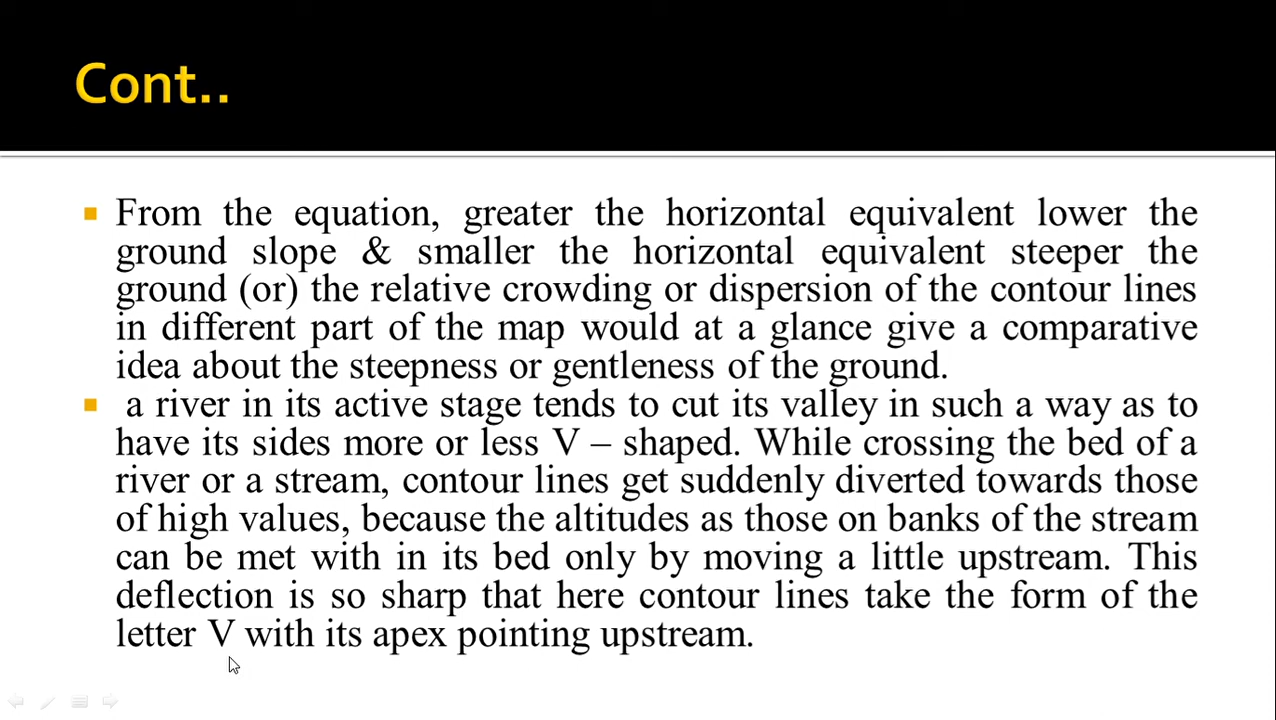 Cont..
From the equation, greater the horizontal equivalent lower the
ground slope & smaller the horizontal equivalent steeper the
ground (or) the relative crowding or dispersion of the contour lines
in different part of the map would at a glance give a comparative
idea about the steepness or gentleness of the ground.
a river in its active stage tends to cut its valley in such a way as to
have its sides more or less V – shaped. While crossing the bed of a
river or a stream, contour lines get suddenly diverted towards those
of high values, because the altitudes as those on banks of the stream
can be met with in its bed only by moving a little upstream. This
deflection is so sharp that here contour lines take the form of the
letter V with its apex pointing upstream.